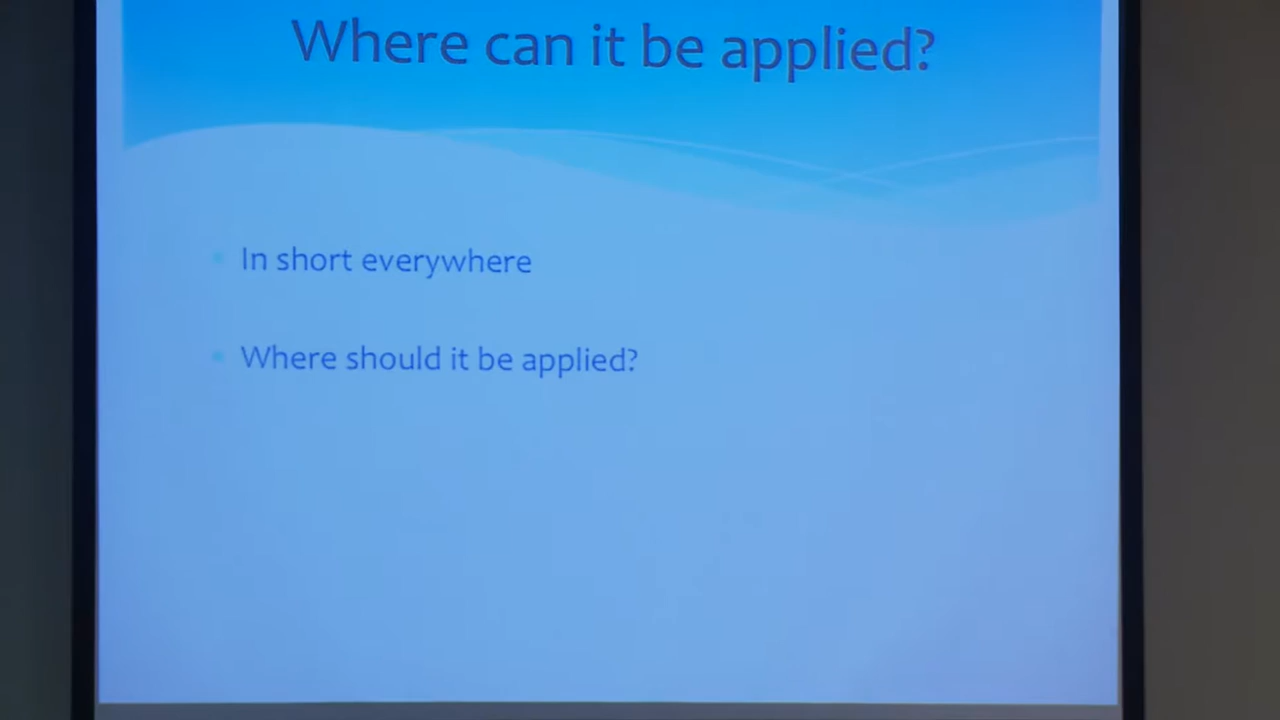 Where can it be applied?
In short everywhere
Where should it be applied?